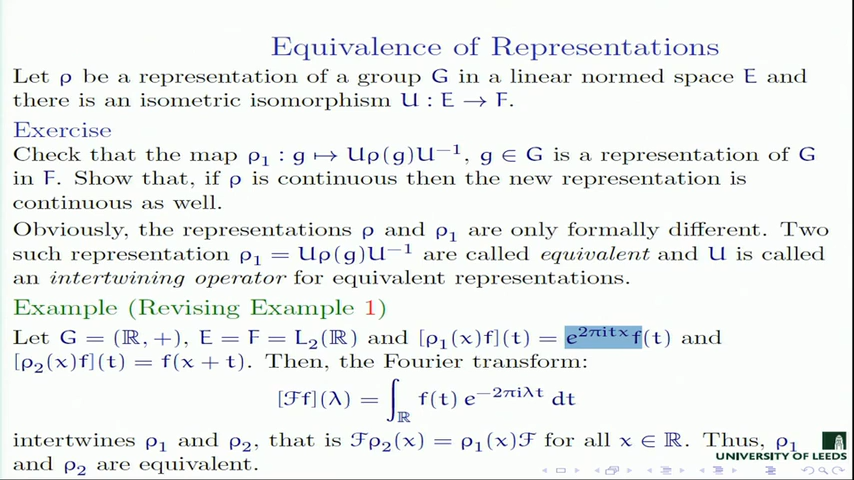 Equivalence of Representations
Let ρ be a representation of a group G in a linear normed space E and
there is an isometric isomorphism U : E → F.
Exercise
Check that the map ρ₁ : g ↦ Uρ(g)U⁻¹, g ∈ G is a representation of G
in F. Show that, if ρ is continuous then the new representation is
continuous as well.
Obviously, the representations ρ and ρ₁ are only formally different. Two
such representation ρ₁ = Uρ(g)U⁻¹ are called equivalent and U is called
an intertwining operator for equivalent representations.
Example (Revising Example 1)
Let G = (ℝ, +), E = F = L₂(ℝ) and [ρ₁(x)f](t) = e^{2πitx}f(t) and
[ρ₂(x)f](t) = f(x + t). Then, the Fourier transform:
[ℱf](λ) = ∫_ℝ f(t) e^{−2πiλt} dt
intertwines ρ₁ and ρ₂, that is ℱρ₂(x) = ρ₁(x)ℱ for all x ∈ ℝ. Thus, ρ₁
and ρ₂ are equivalent.
UNIVERSITY OF LEEDS